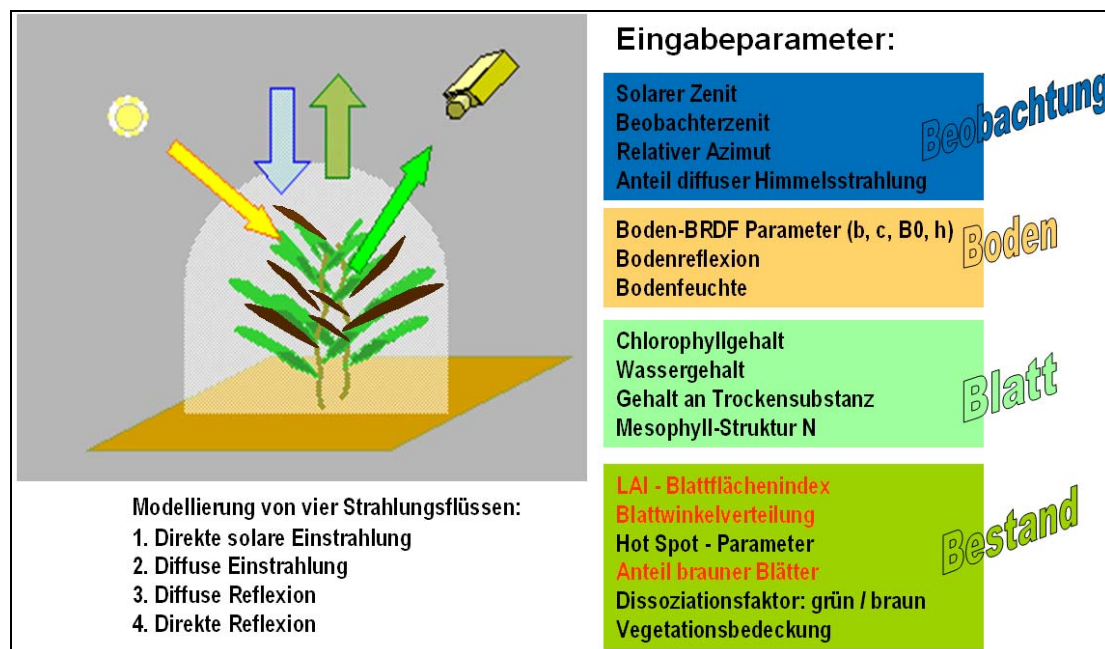 Eingabeparameter:
Solarer Zenit
Beobachterzenit
Relativer Azimut
Anteil diffuser Himmelsstrahlung
Beobachtung
Boden-BRDF Parameter (b, c, B0, h)
Bodenreflexion
Bodenfeuchte
Boden
Chlorophyllgehalt
Wassergehalt
Gehalt an Trockensubstanz
Mesophyll-Struktur N
Blatt
LAI - Blattflächenindex
Blattwinkelverteilung
Hot Spot - Parameter
Anteil brauner Blätter
Dissoziationsfaktor: grün / braun
Vegetationsbedeckung
Bestand
Modellierung von vier Strahlungsflüssen:
1. Direkte solare Einstrahlung
2. Diffuse Einstrahlung
3. Diffuse Reflexion
4. Direkte Reflexion